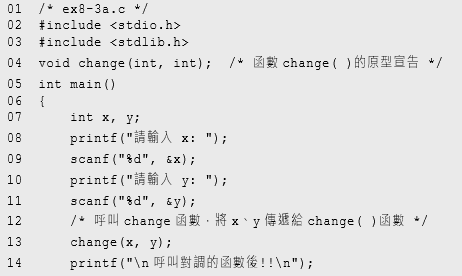 01 /* ex8-3a.c */
02 #include <stdio.h>
03 #include <stdlib.h>
04 void change(int, int); /* 函數 change( )的原型宣告 */
05 int main()
06 {
07 int x, y;
08 printf("請輸入 x: ");
09 scanf("%d", &x);
10 printf("請輸入 y: ");
11 scanf("%d", &y);
12 /* 呼叫 change 函數，將 x、y 傳遞給 change( )函數 */
13 change(x, y);
14 printf("\n 呼叫對調的函數後!!\n");